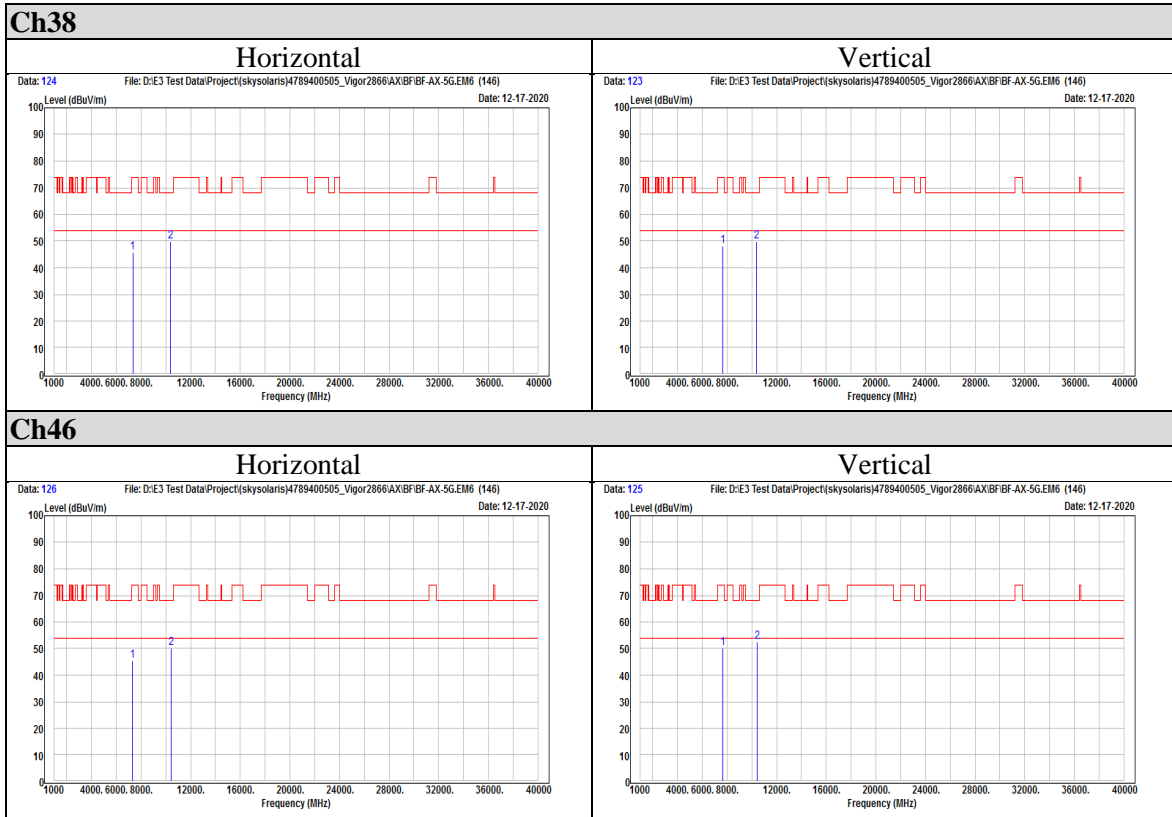 Ch38
Horizontal Vertical
Data: 124 File: D:\E3 Test Data\Project\(skysolaris)4789400505_Vigor2866\AX\BF\BF-AX-5G.EM6 (146)
Level (dBuV/m) Date: 12-17-2020
100
90
80
70
60
50
40
30
20
10
0
1 2
1000 4000. 6000. 8000. 12000. 16000. 20000. 24000. 28000. 32000. 36000. 40000
Frequency (MHz)
Data: 123 File: D:\E3 Test Data\Project\(skysolaris)4789400505_Vigor2866\AX\BF\BF-AX-5G.EM6 (146)
Level (dBuV/m) Date: 12-17-2020
100
90
80
70
60
50
40
30
20
10
0
1 2
1000 4000. 6000. 8000. 12000. 16000. 20000. 24000. 28000. 32000. 36000. 40000
Frequency (MHz)
Ch46
Horizontal Vertical
Data: 126 File: D:\E3 Test Data\Project\(skysolaris)4789400505_Vigor2866\AX\BF\BF-AX-5G.EM6 (146)
Level (dBuV/m) Date: 12-17-2020
100
90
80
70
60
50
40
30
20
10
0
1 2
1000 4000. 6000. 8000. 12000. 16000. 20000. 24000. 28000. 32000. 36000. 40000
Frequency (MHz)
Data: 125 File: D:\E3 Test Data\Project\(skysolaris)4789400505_Vigor2866\AX\BF\BF-AX-5G.EM6 (146)
Level (dBuV/m) Date: 12-17-2020
100
90
80
70
60
50
40
30
20
10
0
1 2
1000 4000. 6000. 8000. 12000. 16000. 20000. 24000. 28000. 32000. 36000. 40000
Frequency (MHz)